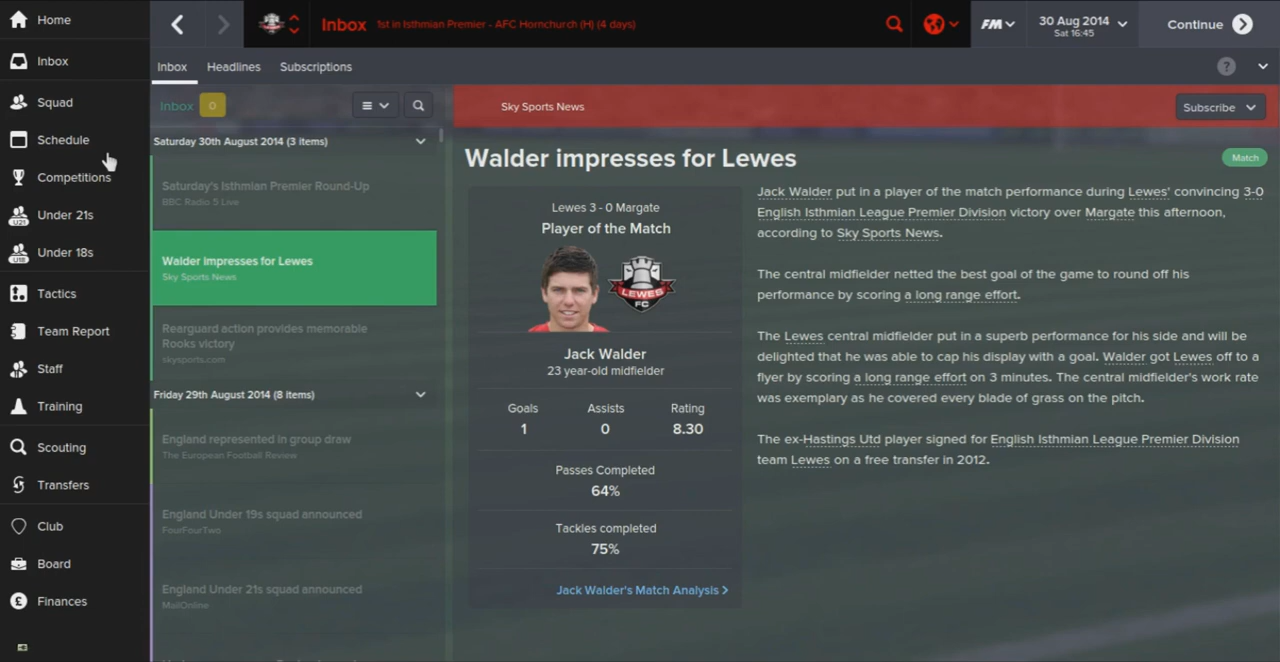 Home
Inbox
Squad
Schedule
Competitions
Under 21s
Under 18s
Tactics
Team Report
Staff
Training
Scouting
Transfers
Club
Board
Finances
Inbox 1st in Isthmian Premier - AFC Hornchurch (H) (4 days)
FM
30 Aug 2014
Sat 16:45
Continue
Inbox Headlines Subscriptions
?
Inbox 0
Saturday 30th August 2014 (3 items)
Saturday's Isthmian Premier Round-Up
BBC Radio 5 Live
Walder impresses for Lewes
Sky Sports News
Rearguard action provides memorable
Rooks victory
skysports.com
Friday 29th August 2014 (8 items)
England represented in group draw
The European Football Review
England Under 19s squad announced
FourFourTwo
England Under 21s squad announced
MailOnline
Sky Sports News
Subscribe
Walder impresses for Lewes
Match
Lewes 3 - 0 Margate
Player of the Match
LEWES
FC
Jack Walder
23 year-old midfielder
Goals Assists Rating
1 0 8.30
Passes Completed
64%
Tackles completed
75%
Jack Walder's Match Analysis >
Jack Walder put in a player of the match performance during Lewes' convincing 3-0
English Isthmian League Premier Division victory over Margate this afternoon,
according to Sky Sports News.
The central midfielder netted the best goal of the game to round off his
performance by scoring a long range effort.
The Lewes central midfielder put in a superb performance for his side and will be
delighted that he was able to cap his display with a goal. Walder got Lewes off to a
flyer by scoring a long range effort on 3 minutes. The central midfielder's work rate
was exemplary as he covered every blade of grass on the pitch.
The ex-Hastings Utd player signed for English Isthmian League Premier Division
team Lewes on a free transfer in 2012.